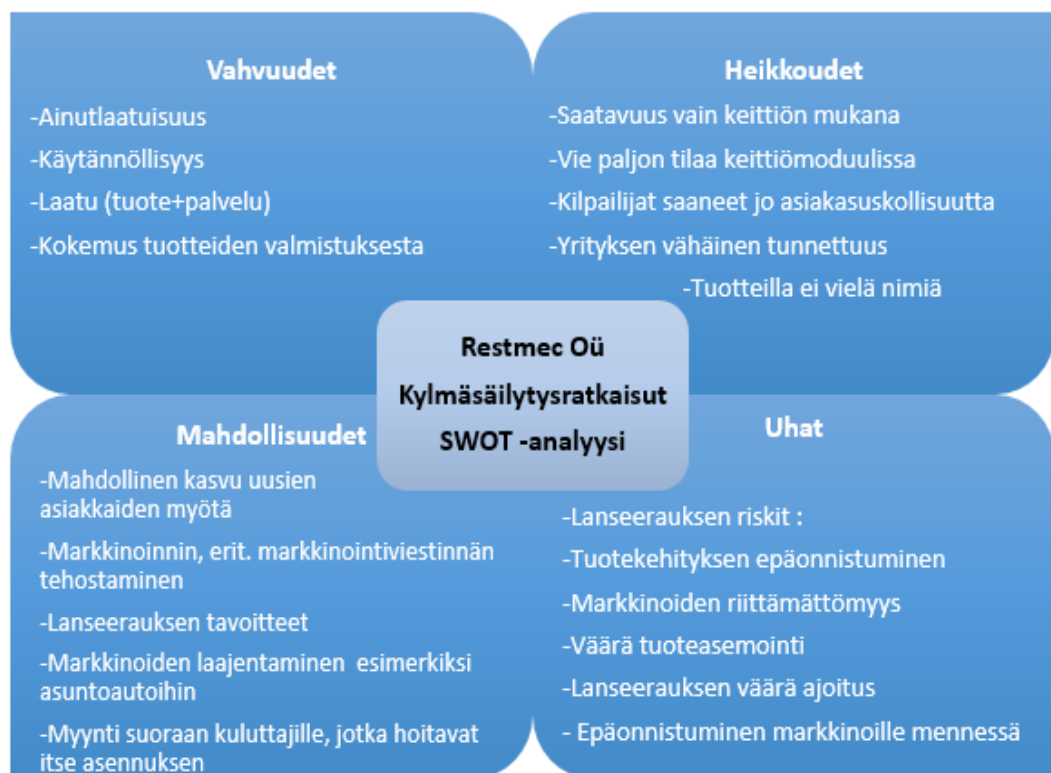 Vahvuudet
-Ainutlaatuisuus
-Käytännöllisyys
-Laatu (tuote+palvelu)
-Kokemus tuotteiden valmistuksesta
Heikkoudet
-Saatavuus vain keittiön mukana
-Vie paljon tilaa keittiömoduulissa
-Kilpailijat saaneet jo asiakasuskollisuutta
-Yrityksen vähäinen tunnettuus
-Tuotteilla ei vielä nimiä
Restmec Oü
Kylmäsäilytysratkaisut
SWOT -analyysi
Mahdollisuudet
-Mahdollinen kasvu uusien
asiakkaiden myötä
-Markkinoinnin, erit. markkinointiviestinnän
tehostaminen
-Lanseerauksen tavoitteet
-Markkinoiden laajentaminen  esimerkiksi
asuntoautoihin
-Myynti suoraan kuluttajille, jotka hoitavat
itse asennuksen
Uhat
-Lanseerauksen riskit :
-Tuotekehityksen epäonnistuminen
-Markkinoiden riittämättömyys
-Väärä tuoteasemointi
-Lanseerauksen väärä ajoitus
- Epäonnistuminen markkinoille mennessä